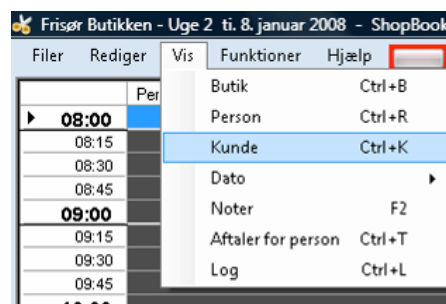 Frisør Butikken - Uge 2 ti. 8. januar 2008 - ShopBook
Filer Rediger Vis Funktioner Hjælp
Per
08:00
08:15
08:30
08:45
09:00
09:15
09:30
09:45
Butik Ctrl+B
Person Ctrl+R
Kunde Ctrl+K
Dato
Noter F2
Aftaler for person Ctrl+T
Log Ctrl+L